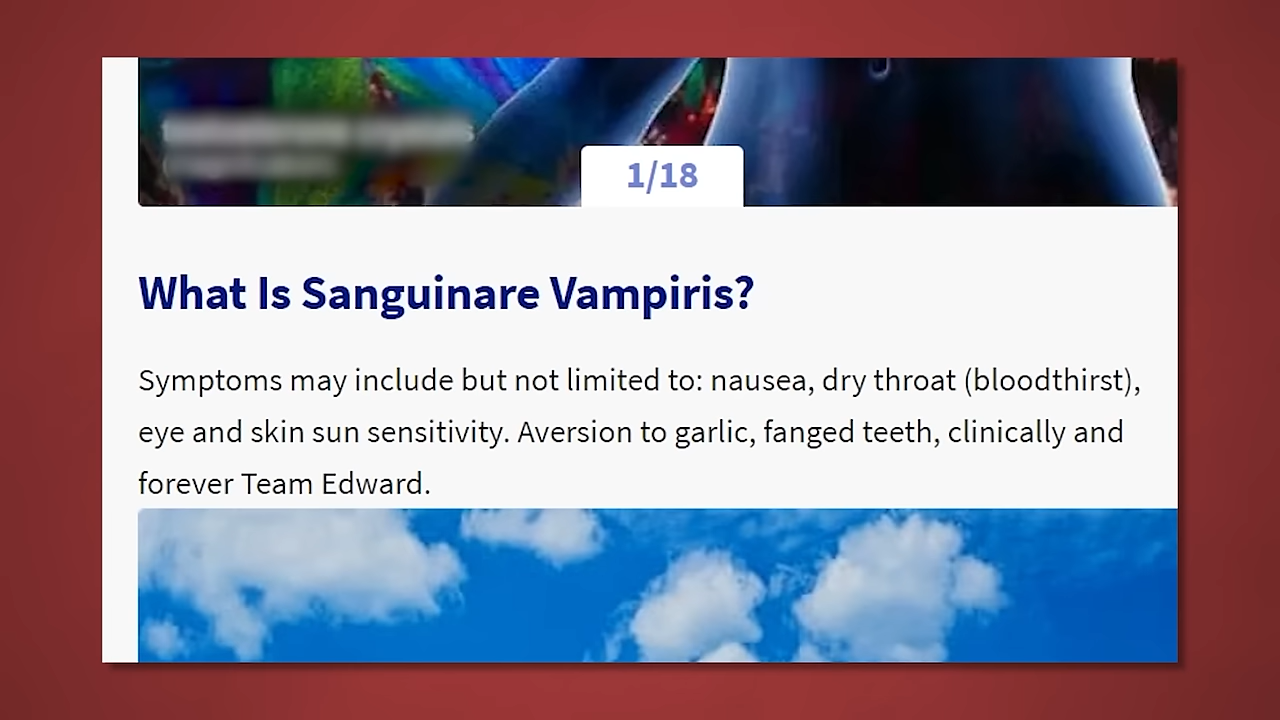 1/18
What Is Sanguinare Vampiris?
Symptoms may include but not limited to: nausea, dry throat (bloodthirst),
eye and skin sun sensitivity. Aversion to garlic, fanged teeth, clinically and
forever Team Edward.